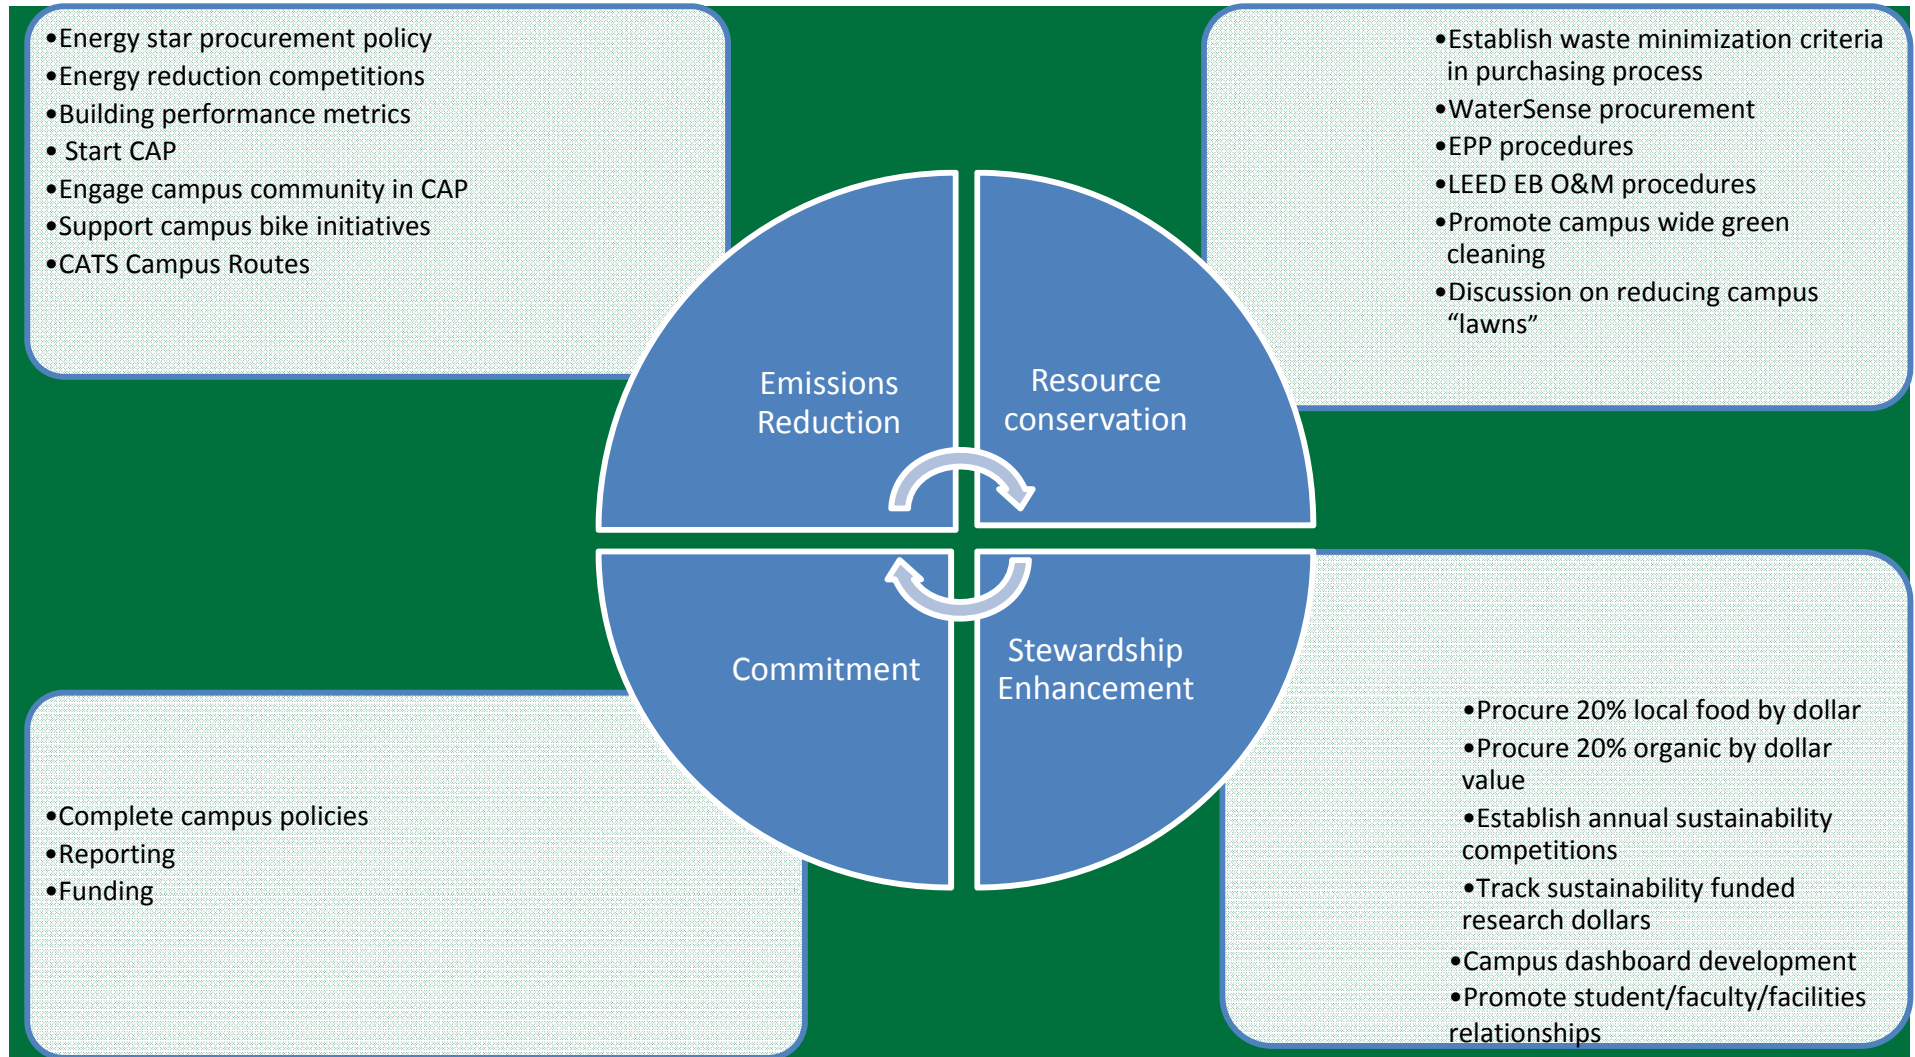 •Energy star procurement policy
•Energy reduction competitions
•Building performance metrics
• Start CAP
•Engage campus community in CAP
•Support campus bike initiatives
•CATS Campus Routes
•Establish waste minimization criteria
in purchasing process
•WaterSense procurement
•EPP procedures
•LEED EB O&M procedures
•Promote campus wide green
cleaning
•Discussion on reducing campus
“lawns”
Emissions
Reduction
Resource
conservation
Commitment
Stewardship
Enhancement
•Complete campus policies
•Reporting
•Funding
•Procure 20% local food by dollar
•Procure 20% organic by dollar
value
•Establish annual sustainability
competitions
•Track sustainability funded
research dollars
•Campus dashboard development
•Promote student/faculty/facilities
relationships